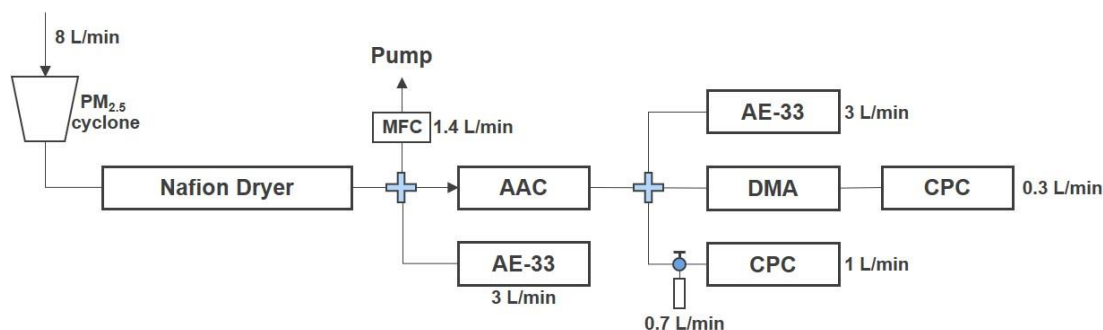 8 L/min
PM2.5
cyclone
Nafion Dryer
Pump
MFC 1.4 L/min
AAC
AE-33
3 L/min
AE-33 3 L/min
DMA
CPC 0.3 L/min
CPC 1 L/min
0.7 L/min